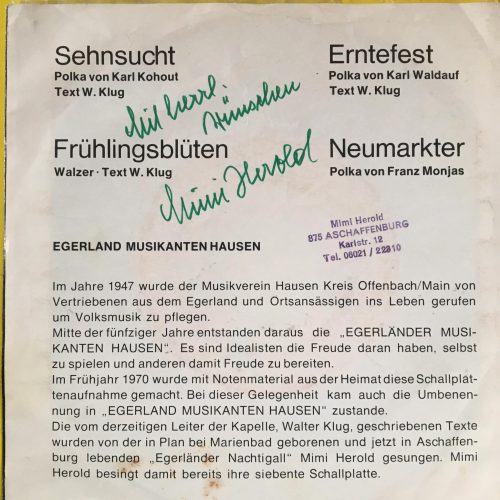 Sehnsucht
Polka von Karl Kohout
Text W. Klug
Erntefest
Polka von Karl Waldauf
Text W. Klug
Mit herzl.
Wünschen
Mimi Herold
Frühlingsblüten
Walzer · Text W. Klug
Neumarkter
Polka von Franz Monjas
Mimi Herold
875 ASCHAFFENBURG
Karlstr. 12
Tel. 06021 / 22310
EGERLAND MUSIKANTEN HAUSEN
Im Jahre 1947 wurde der Musikverein Hausen Kreis Offenbach/Main von
Vertriebenen aus dem Egerland und Ortsansässigen ins Leben gerufen
um Volksmusik zu pflegen.
Mitte der fünfziger Jahre entstanden daraus die „EGERLÄNDER MUSI-
KANTEN HAUSEN“. Es sind Idealisten die Freude daran haben, selbst
zu spielen und anderen damit Freude zu bereiten.
Im Frühjahr 1970 wurde mit Notenmaterial aus der Heimat diese Schallplat-
tenaufnahme gemacht. Bei dieser Gelegenheit kam auch die Umbenen-
nung in „EGERLAND MUSIKANTEN HAUSEN“ zustande.
Die vom derzeitigen Leiter der Kapelle, Walter Klug, geschriebenen Texte
wurden von der in Plan bei Marienbad geborenen und jetzt in Aschaffen-
burg lebenden „Egerländer Nachtigall“ Mimi Herold gesungen. Mimi
Herold besingt damit bereits ihre siebente Schallplatte.